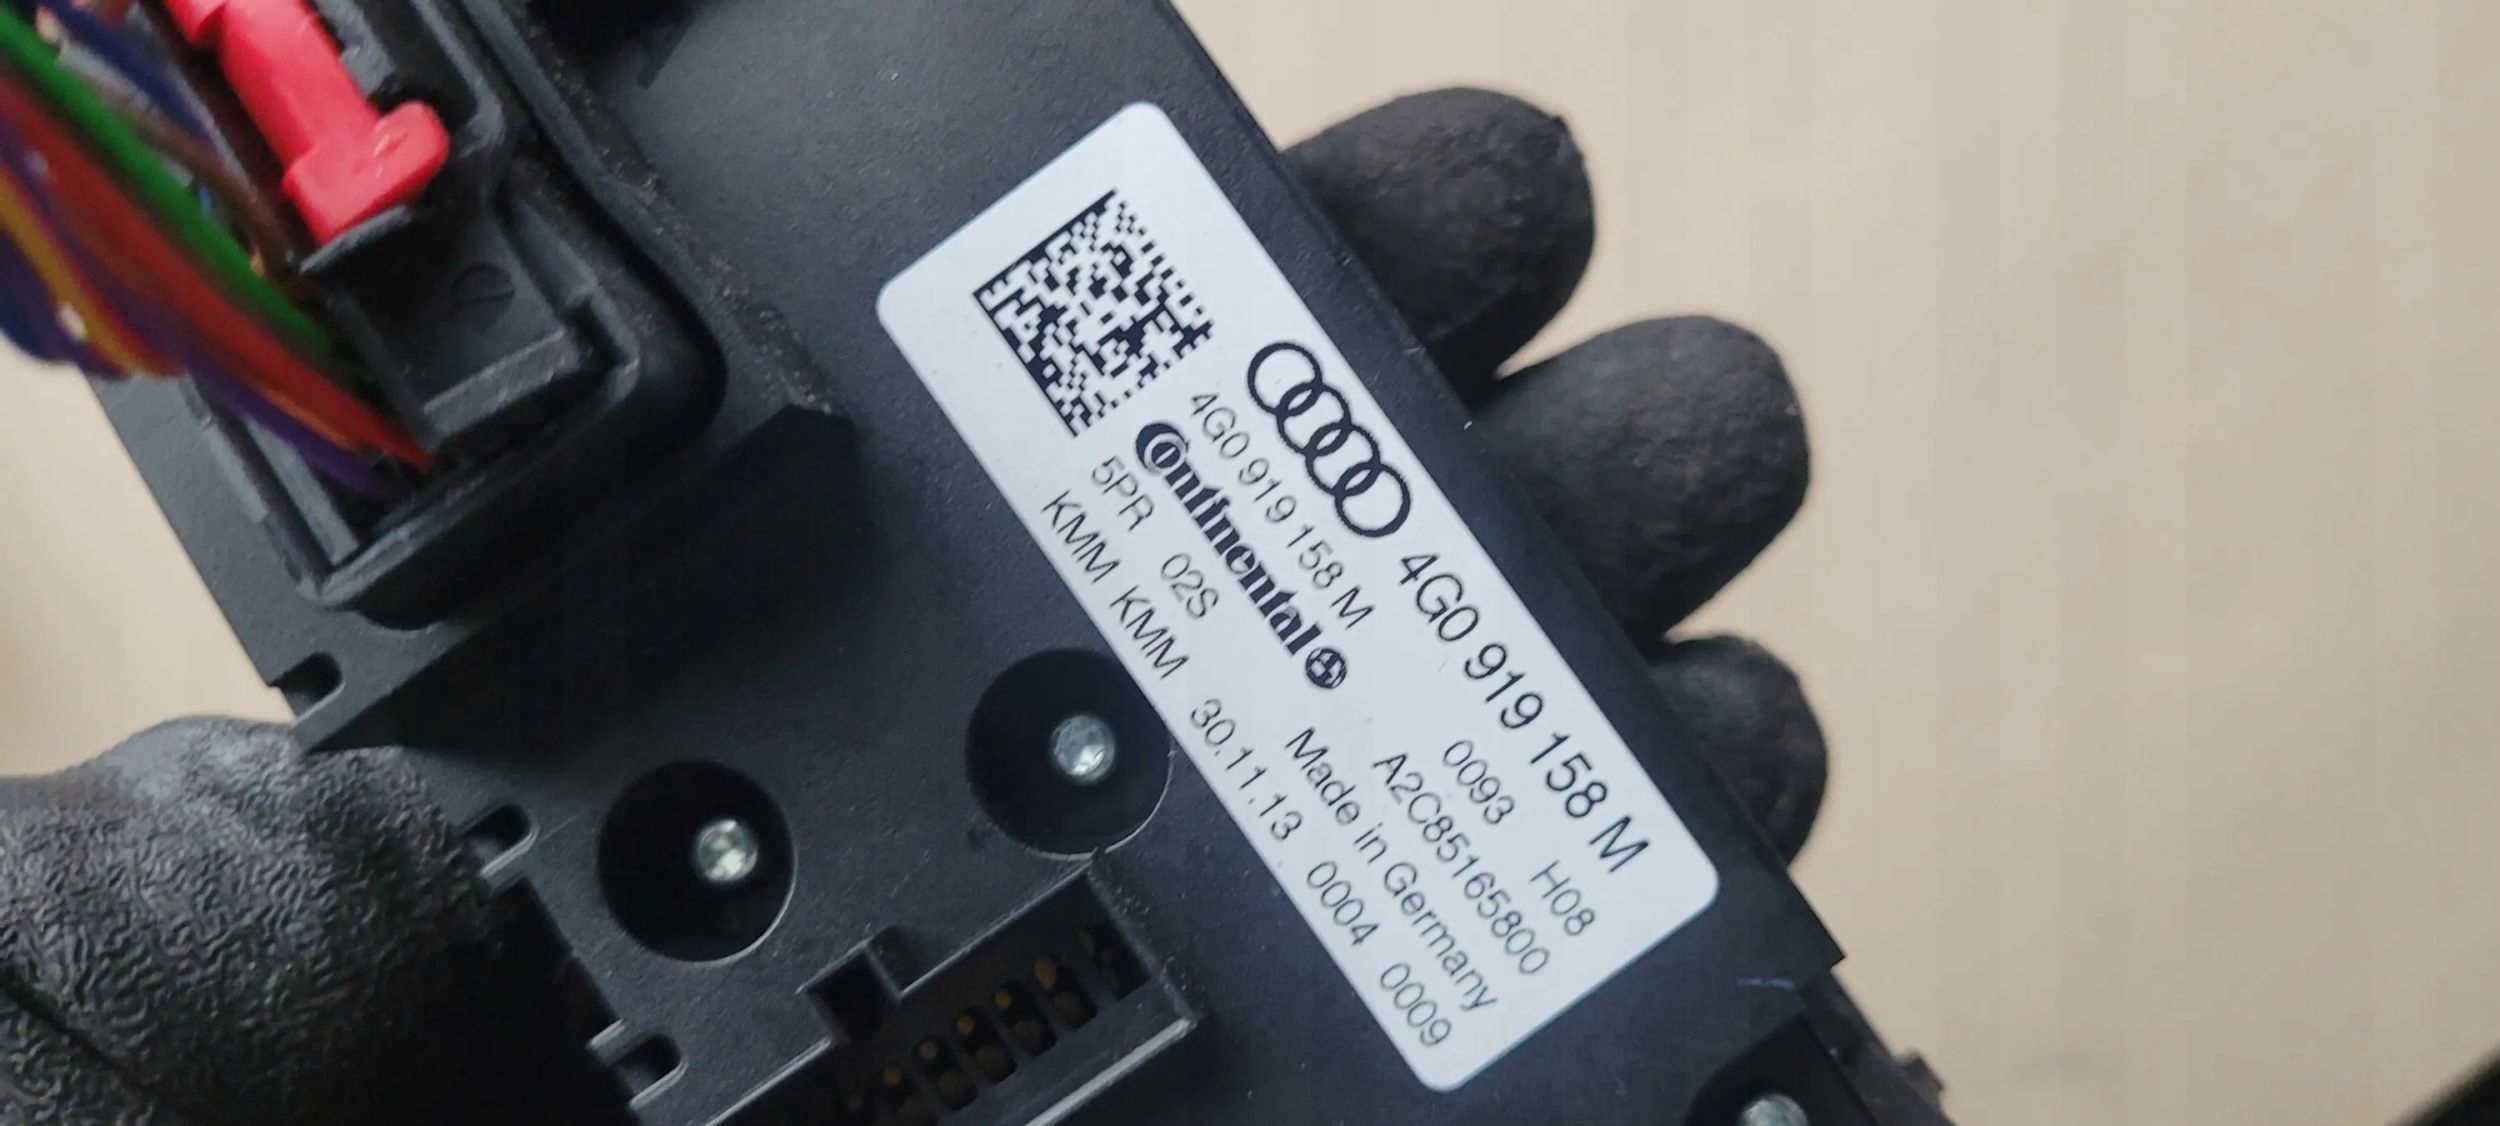 4G0 919 158 M
4G0 919 158 M
0093 H08
Continental
A2C85165800
5PR 02S
Made in Germany
KMM KMM 30.11.13 0004 0009